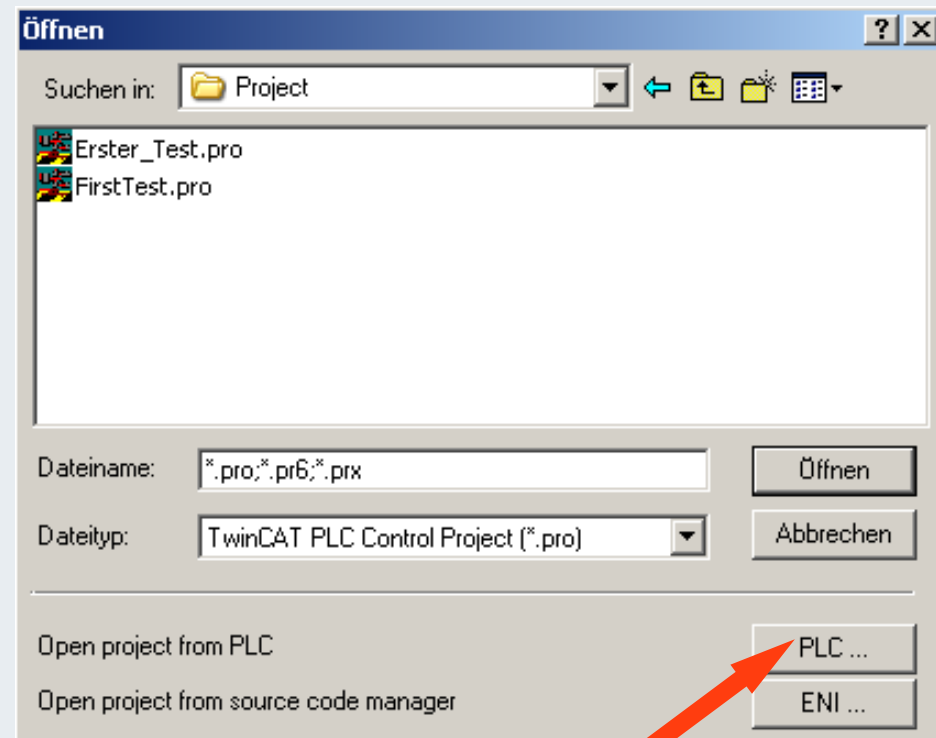 Öffnen
Suchen in: Project
Erster_Test.pro
FirstTest.pro
Dateiname: *.pro;*.pr6;*.prx Öffnen
Dateityp: TwinCAT PLC Control Project (*.pro) Abbrechen
Open project from PLC PLC ...
Open project from source code manager ENI ...